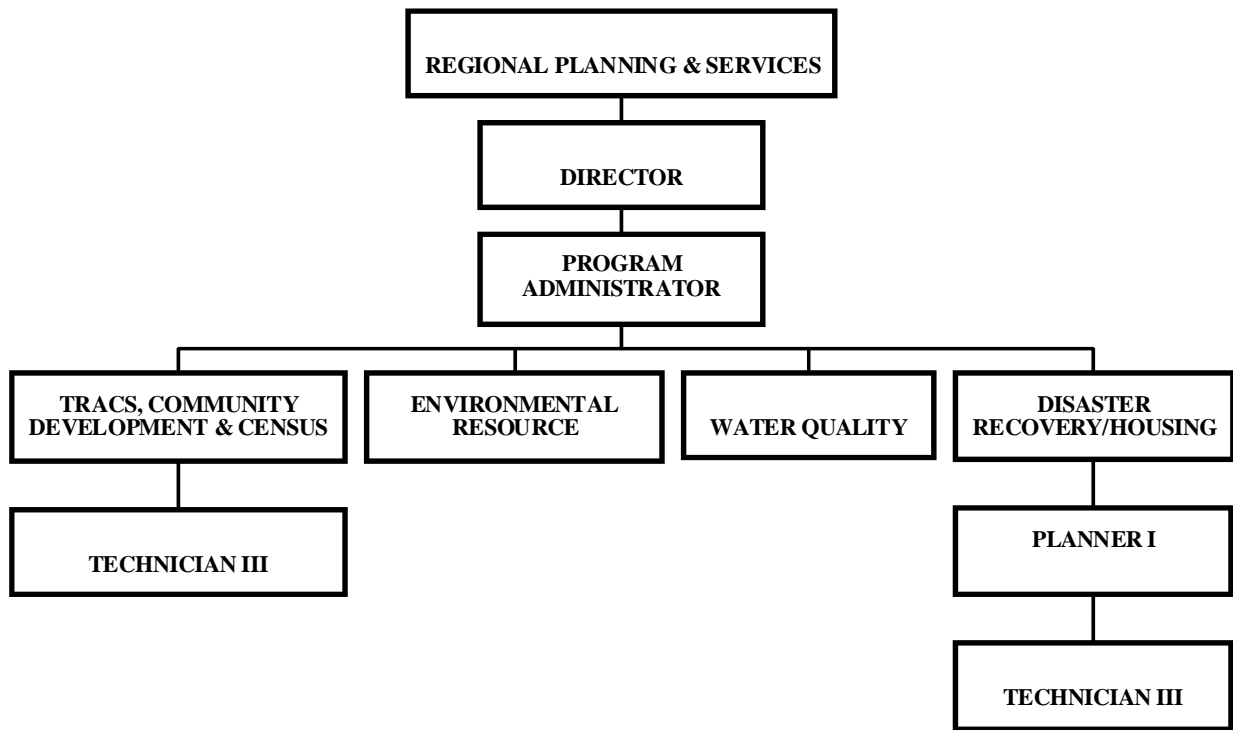 REGIONAL PLANNING & SERVICES
DIRECTOR
PROGRAM
ADMINISTRATOR
TRACS, COMMUNITY
DEVELOPMENT & CENSUS
ENVIRONMENTAL
RESOURCE
WATER QUALITY
DISASTER
RECOVERY/HOUSING
TECHNICIAN III
PLANNER I
TECHNICIAN III